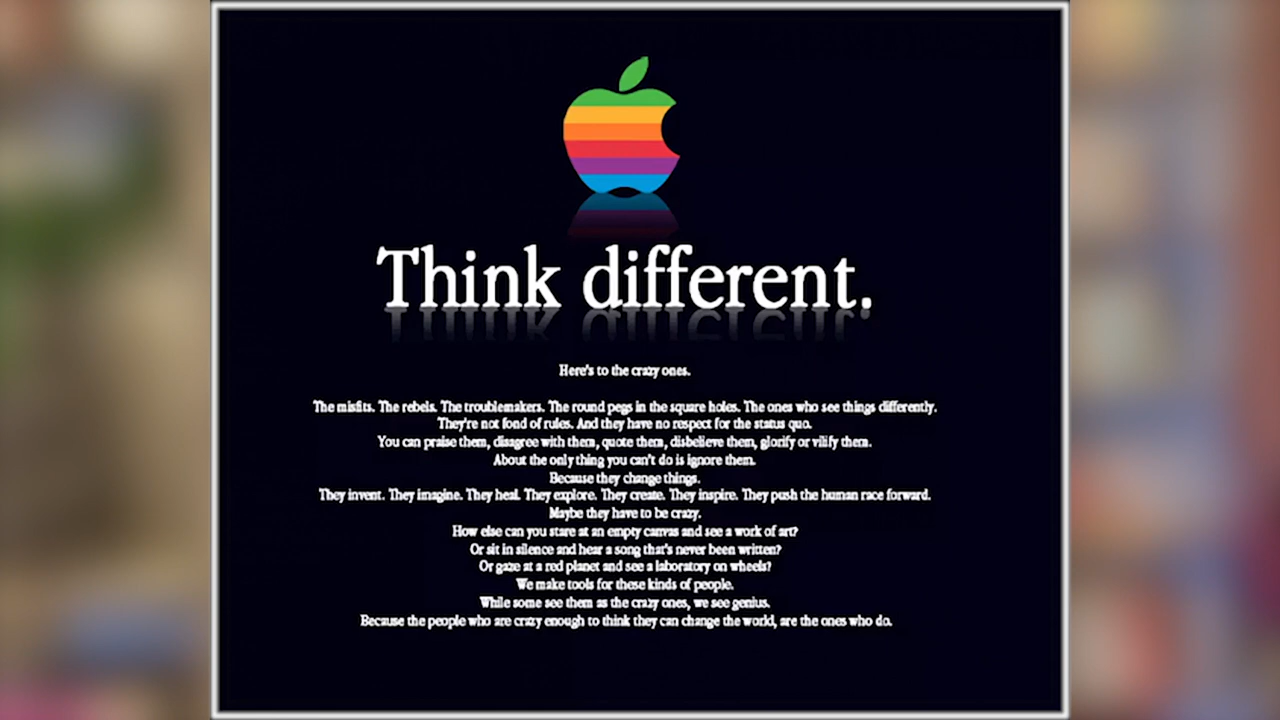 Think different.
Here's to the crazy ones.
The misfits. The rebels. The troublemakers. The round pegs in the square holes. The ones who see things differently.
They're not fond of rules. And they have no respect for the status quo.
You can praise them, disagree with them, quote them, disbelieve them, glorify or vilify them.
About the only thing you can't do is ignore them.
Because they change things.
They invent. They imagine. They heal. They explore. They create. They inspire. They push the human race forward.
Maybe they have to be crazy.
How else can you stare at an empty canvas and see a work of art?
Or sit in silence and hear a song that's never been written?
Or gaze at a red planet and see a laboratory on wheels?
We make tools for these kinds of people.
While some see them as the crazy ones, we see genius.
Because the people who are crazy enough to think they can change the world, are the ones who do.